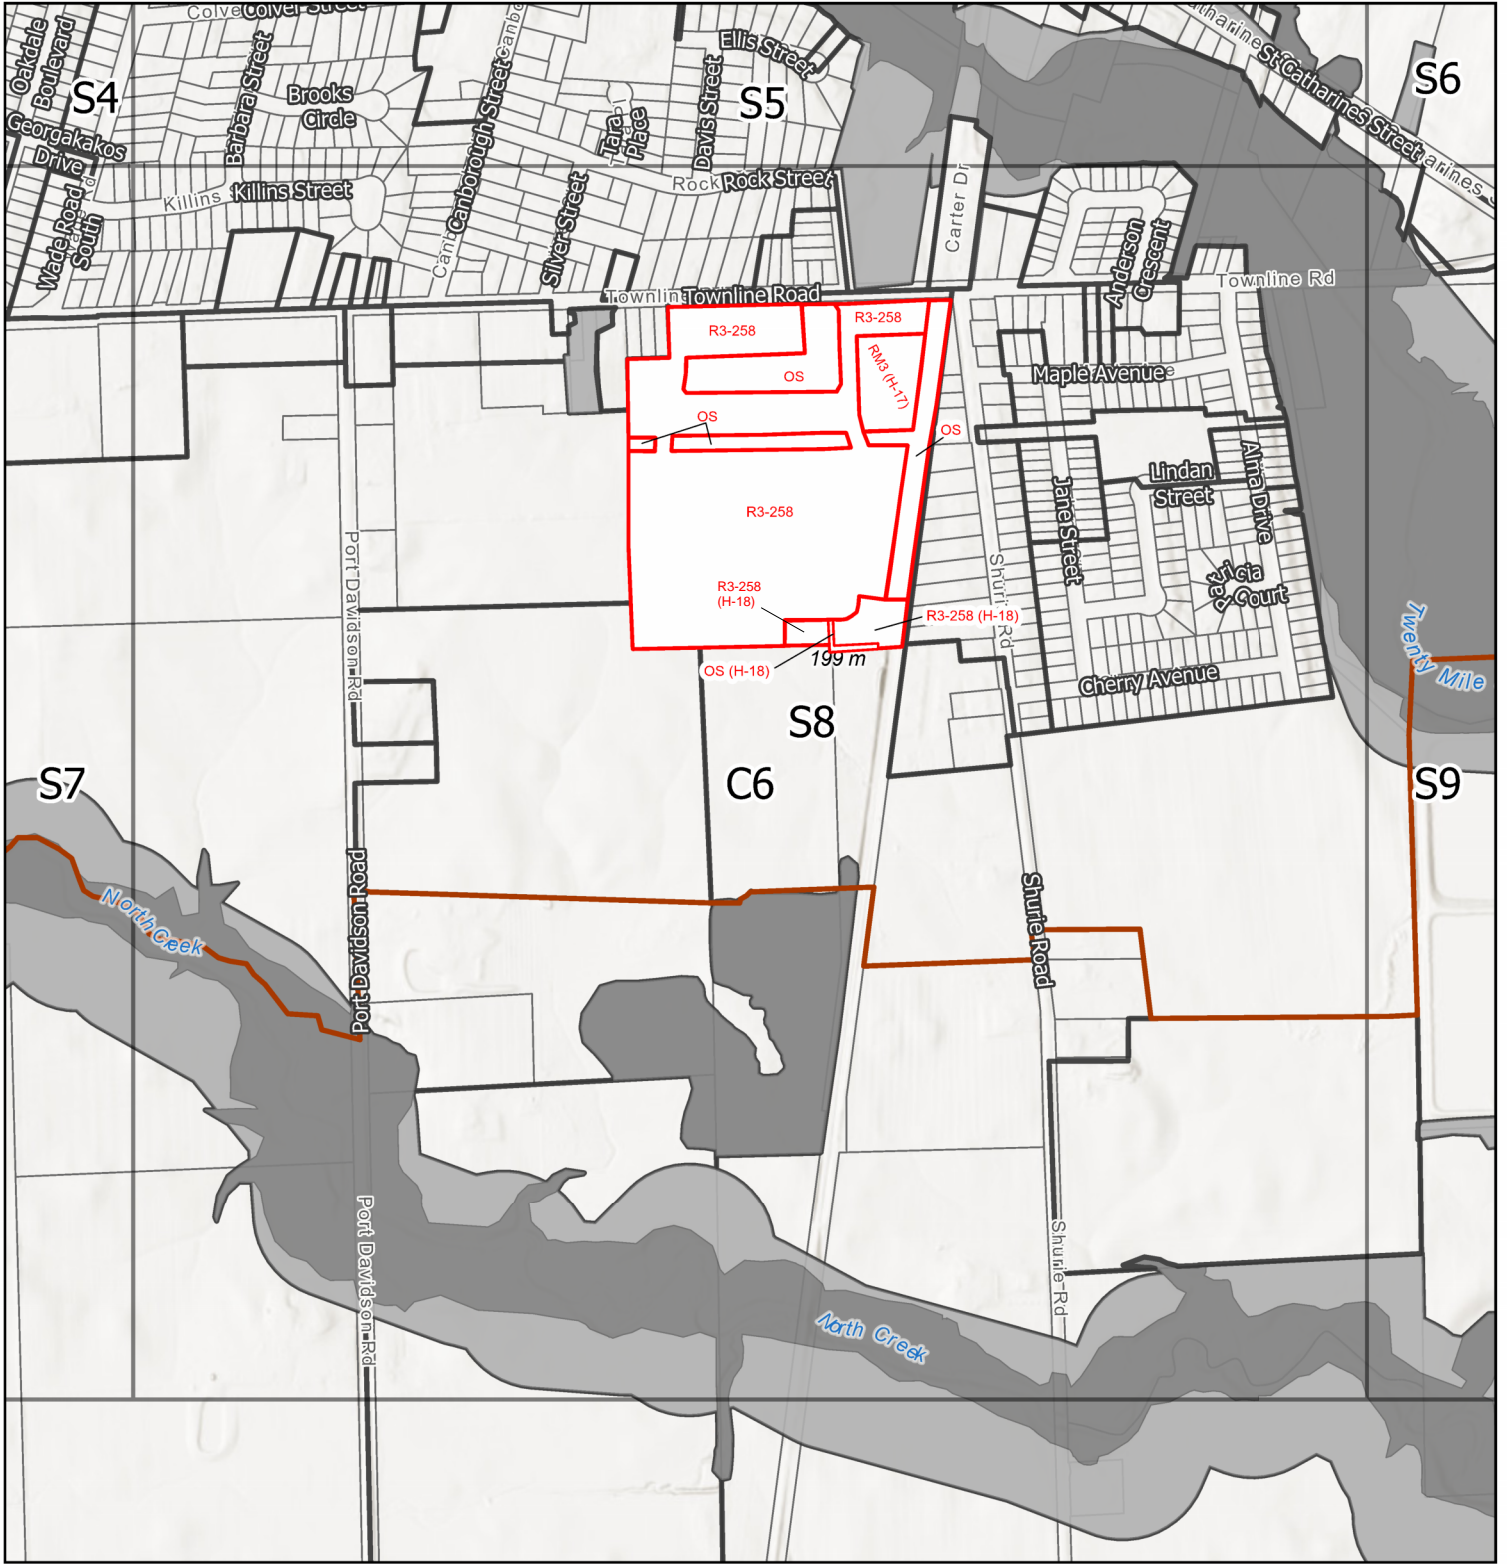 Colver Street
Oakdale
Boulevard
S4
Georgakakos
Drive
Barbara Street
Brooks
Circle
Canborough Street
Ellis Street
S5
Davis Street
Tara
Place
St Catharines Street
St Catharines Street
S6
Wade Road
South
Killins
Killins Street
Silver Street
Rock
Rock Street
Carter Dr
Anderson
Crescent
Townline Road
Townline Rd
R3-258
R3-258
OS
RM3 (H-17)
OS
OS
R3-258
R3-258
(H-18)
R3-258 (H-18)
OS (H-18)
199 m
Maple Avenue
Lindan
Street
Alma Drive
Jane Street
Patricia
Court
Cherry Avenue
Shurie Rd
Port Davidson Rd
Twenty Mile
S8
C6
S7
S9
North Creek
Port Davidson Road
Shurie Road
Port Davidson Rd
Shurie Rd
North Creek